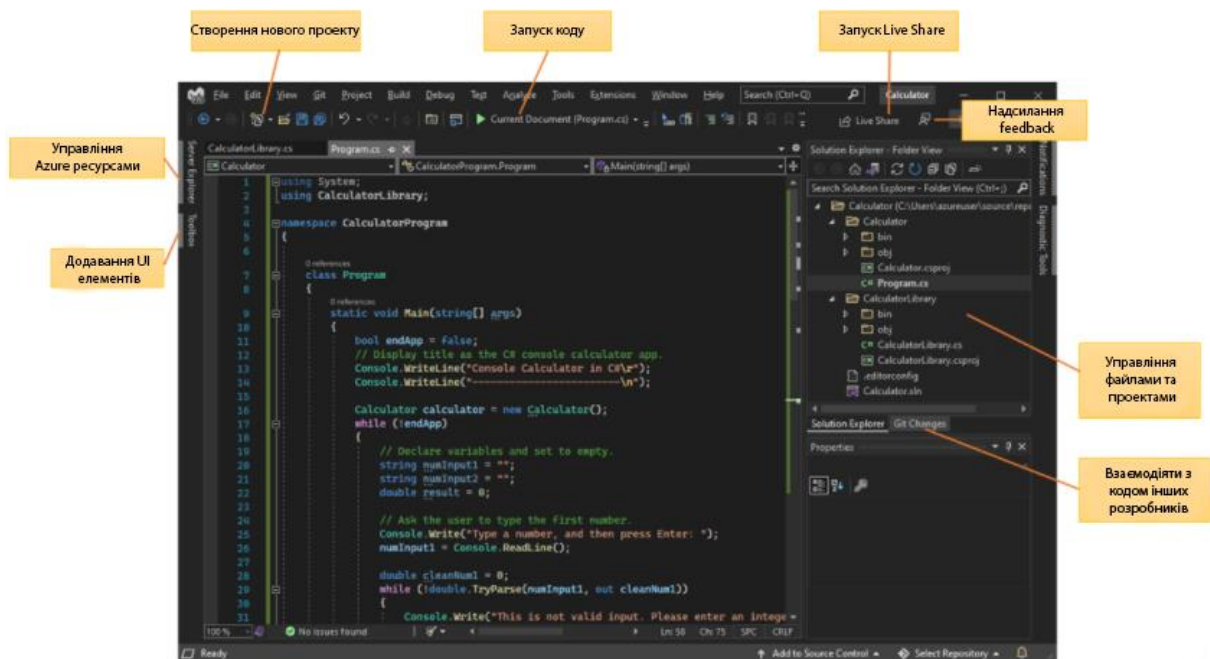 Створення нового проекту
Запуск коду
Запуск Live Share
File Edit View Git Project Build Debug Test Analyze Tools Extensions Window Help Search (Ctrl+Q) Calculator
Current Document (Program.cs) Live Share
Надсилання
feedback
Управління
Azure ресурсами
Server Explorer
Toolbox
Додавання UI
елементів
CalculatorLibrary.cs Program.cs
Calculator CalculatorProgram.Program Main(string[] args)
1 using System;
2 using CalculatorLibrary;
3
4 namespace CalculatorProgram
5 {
6
0 references
7 class Program
8 {
0 references
9 static void Main(string[] args)
10 {
11 bool endApp = false;
12 // Display title as the C# console calculator app.
13 Console.WriteLine("Console Calculator in C#\r");
14 Console.WriteLine("------------------------\n");
15
16 Calculator calculator = new Calculator();
17 while (!endApp)
18 {
19 // Declare variables and set to empty.
20 string numInput1 = "";
21 string numInput2 = "";
22 double result = 0;
23
24 // Ask the user to type the first number.
25 Console.Write("Type a number, and then press Enter: ");
26 numInput1 = Console.ReadLine();
27
28 double cleanNum1 = 0;
29 while (!double.TryParse(numInput1, out cleanNum1))
30 {
31 Console.Write("This is not valid input. Please enter an intege
100 % No issues found Ln: 58 Ch: 75 SPC CRLF
Solution Explorer - Folder View
Search Solution Explorer - Folder View (Ctrl+;)
Calculator (C:\Users\azureuser\source\repo
Calculator
bin
obj
Calculator.csproj
C# Program.cs
CalculatorLibrary
bin
obj
C# CalculatorLibrary.cs
CalculatorLibrary.csproj
.editorconfig
Calculator.sln
Solution Explorer Git Changes
Properties
Notifications
Diagnostic Tools
Управління
файлами та
проектами
Взаємодіяти з
кодом інших
розробників
Ready Add to Source Control Select Repository